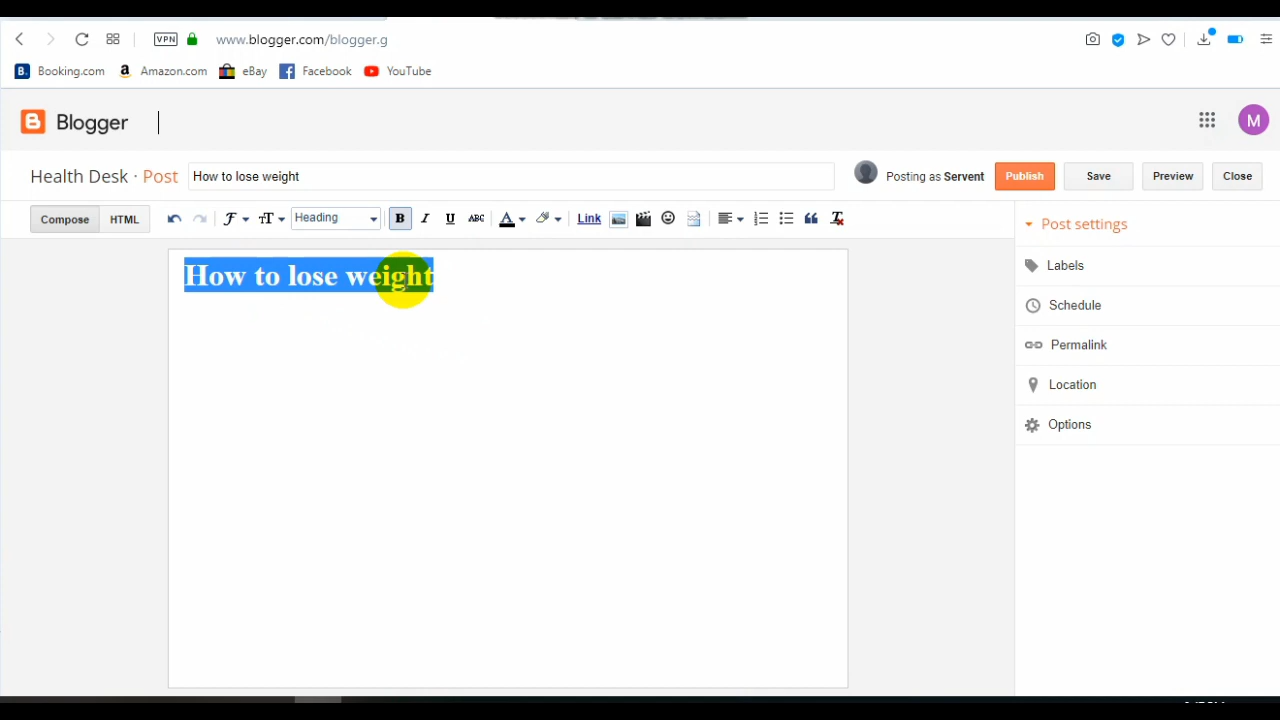 VPN
www.blogger.com/blogger.g
B. Booking.com a Amazon.com eBay Facebook YouTube
Blogger
M
Health Desk · Post How to lose weight Posting as Servent Publish Save Preview Close
Compose HTML Heading B I U ABC A Link
Post settings
How to lose weight
Labels
Schedule
Permalink
Location
Options